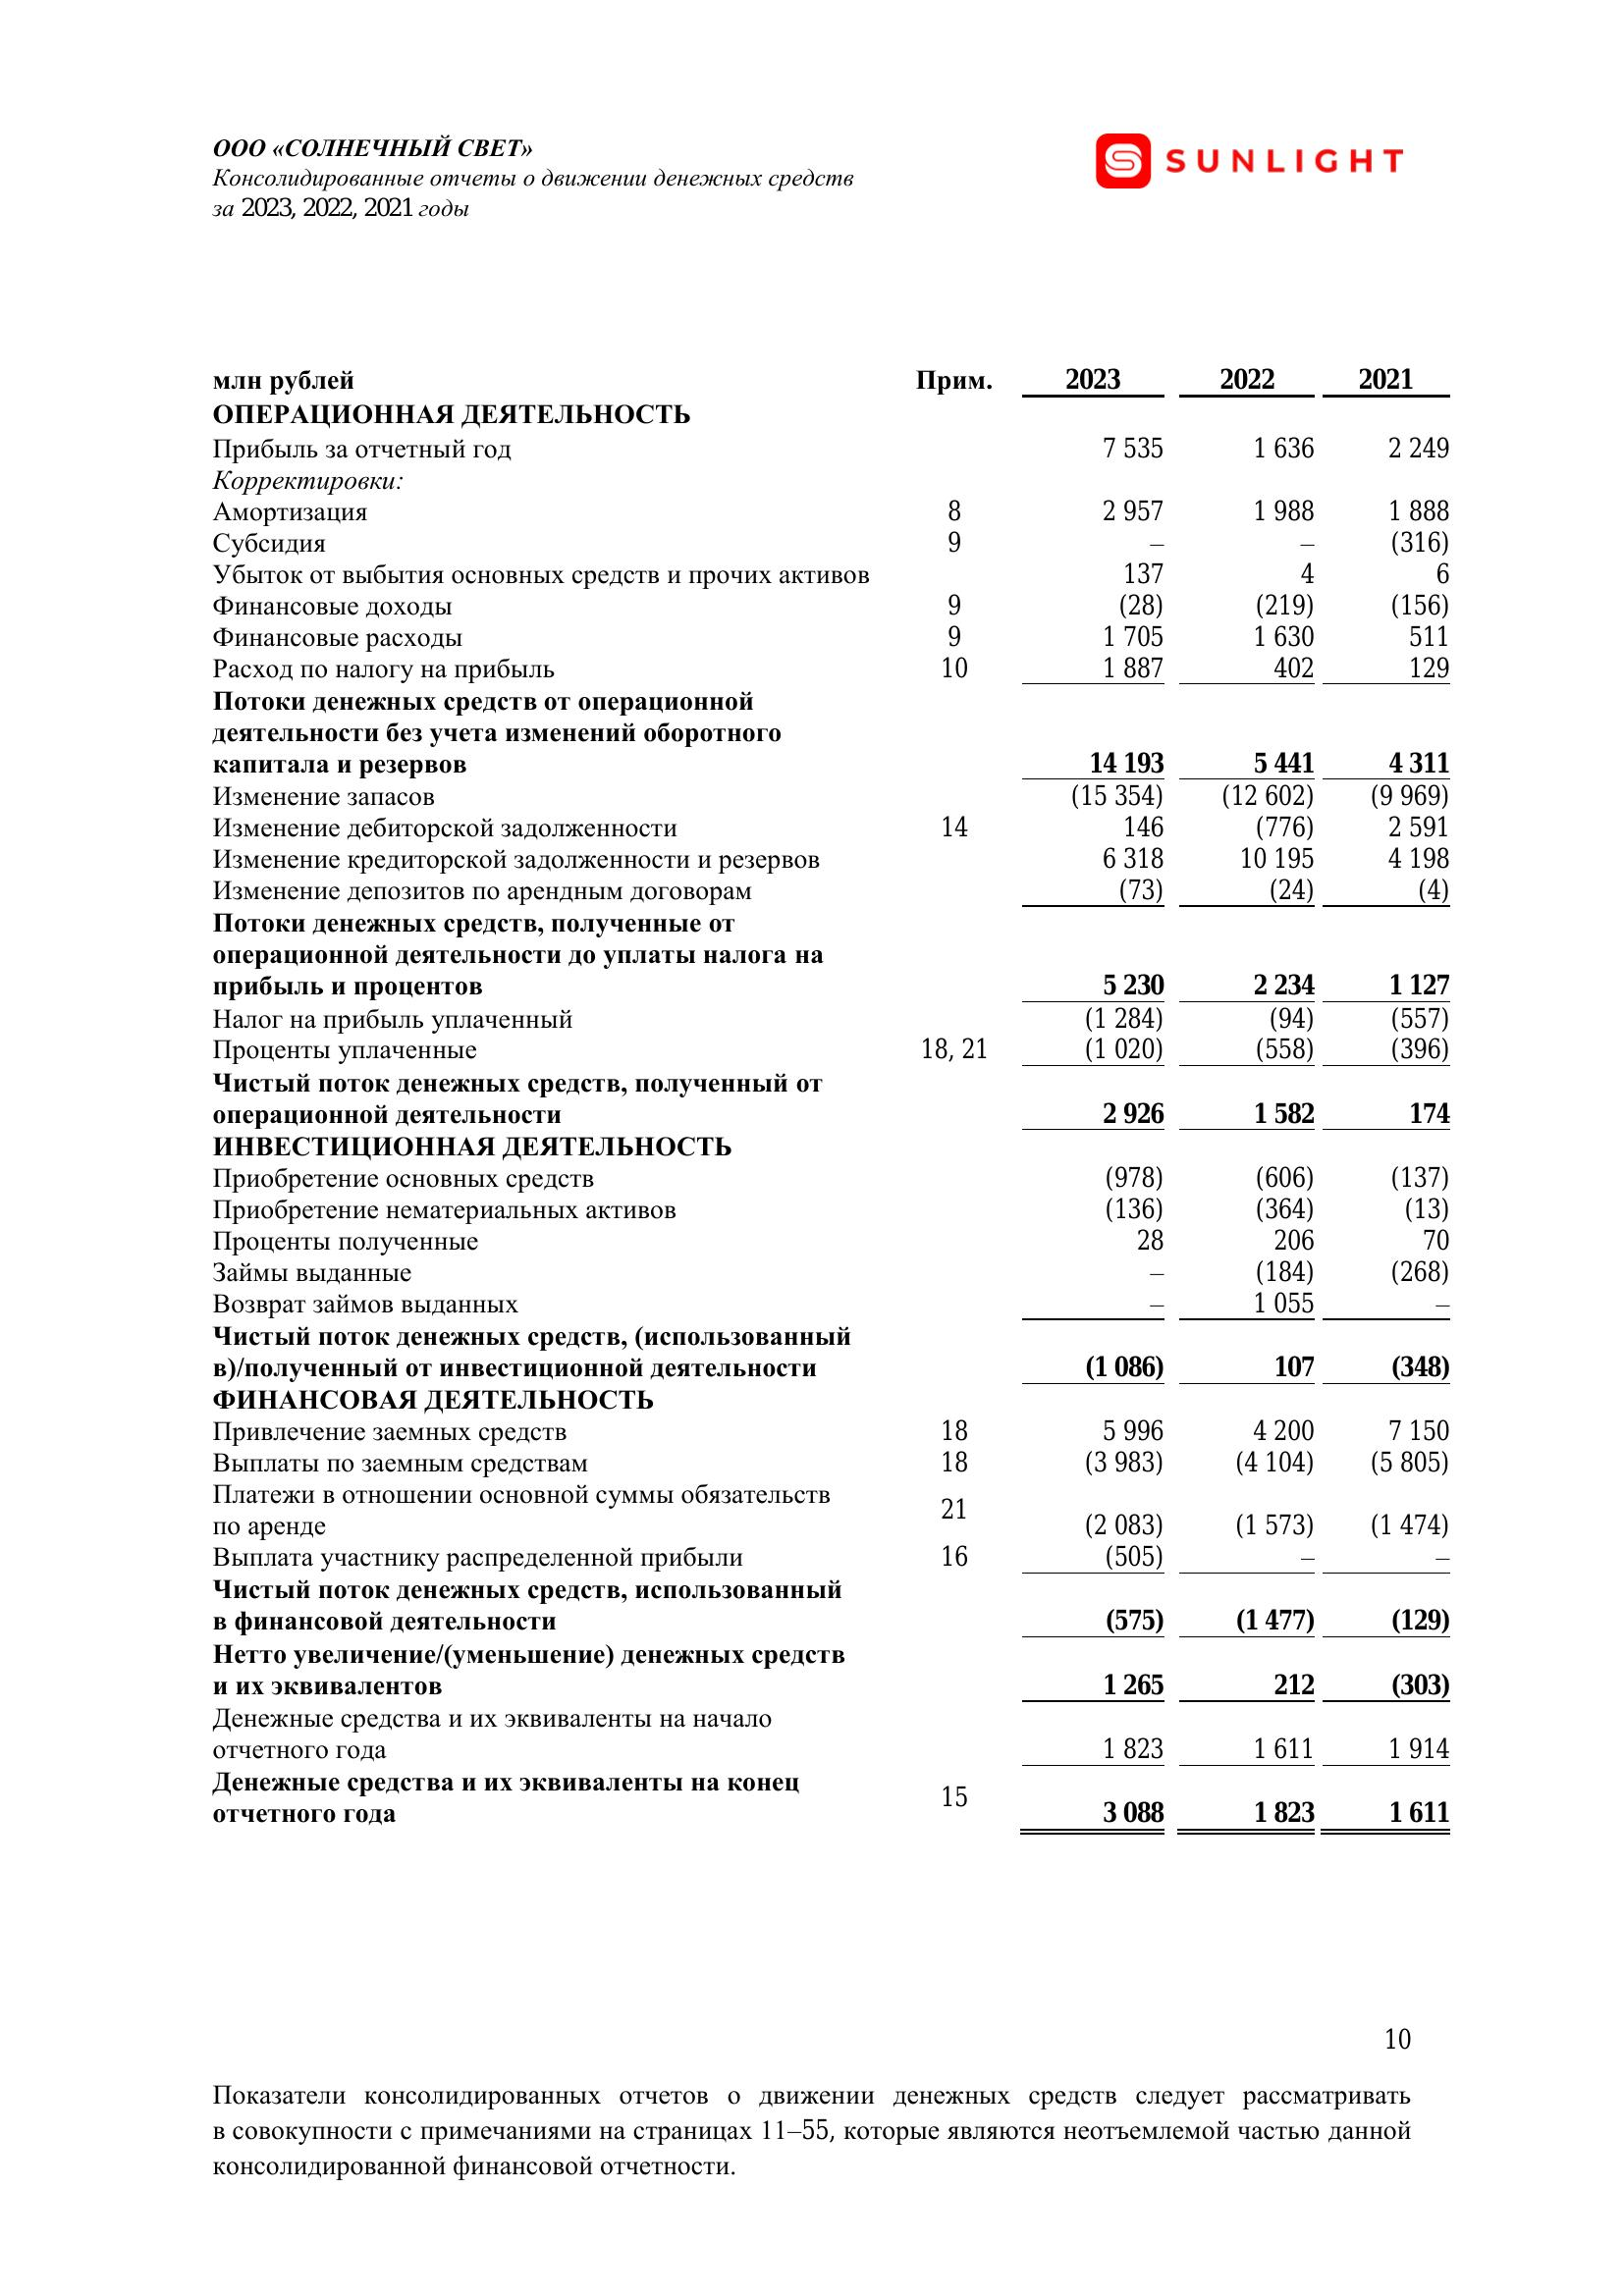 ООО «СОЛНЕЧНЫЙ СВЕТ»
Консолидированные отчеты о движении денежных средств
за 2023, 2022, 2021 годы
SUNLIGHT
млн рублей Прим. 2023 2022 2021
ОПЕРАЦИОННАЯ ДЕЯТЕЛЬНОСТЬ
Прибыль за отчетный год 7 535 1 636 2 249
Корректировки:
Амортизация 8 2 957 1 988 1 888
Субсидия 9 – – (316)
Убыток от выбытия основных средств и прочих активов 137 4 6
Финансовые доходы 9 (28) (219) (156)
Финансовые расходы 9 1 705 1 630 511
Расход по налогу на прибыль 10 1 887 402 129
Потоки денежных средств от операционной
деятельности без учета изменений оборотного
капитала и резервов 14 193 5 441 4 311
Изменение запасов (15 354) (12 602) (9 969)
Изменение дебиторской задолженности 14 146 (776) 2 591
Изменение кредиторской задолженности и резервов 6 318 10 195 4 198
Изменение депозитов по арендным договорам (73) (24) (4)
Потоки денежных средств, полученные от
операционной деятельности до уплаты налога на
прибыль и процентов 5 230 2 234 1 127
Налог на прибыль уплаченный (1 284) (94) (557)
Проценты уплаченные 18, 21 (1 020) (558) (396)
Чистый поток денежных средств, полученный от
операционной деятельности 2 926 1 582 174
ИНВЕСТИЦИОННАЯ ДЕЯТЕЛЬНОСТЬ
Приобретение основных средств (978) (606) (137)
Приобретение нематериальных активов (136) (364) (13)
Проценты полученные 28 206 70
Займы выданные – (184) (268)
Возврат займов выданных – 1 055 –
Чистый поток денежных средств, (использованный
в)/полученный от инвестиционной деятельности (1 086) 107 (348)
ФИНАНСОВАЯ ДЕЯТЕЛЬНОСТЬ
Привлечение заемных средств 18 5 996 4 200 7 150
Выплаты по заемным средствам 18 (3 983) (4 104) (5 805)
Платежи в отношении основной суммы обязательств
по аренде 21 (2 083) (1 573) (1 474)
Выплата участнику распределенной прибыли 16 (505) – –
Чистый поток денежных средств, использованный
в финансовой деятельности (575) (1 477) (129)
Нетто увеличение/(уменьшение) денежных средств
и их эквивалентов 1 265 212 (303)
Денежные средства и их эквиваленты на начало
отчетного года 1 823 1 611 1 914
Денежные средства и их эквиваленты на конец
отчетного года 15 3 088 1 823 1 611
10
Показатели консолидированных отчетов о движении денежных средств следует рассматривать
в совокупности с примечаниями на страницах 11–55, которые являются неотъемлемой частью данной
консолидированной финансовой отчетности.